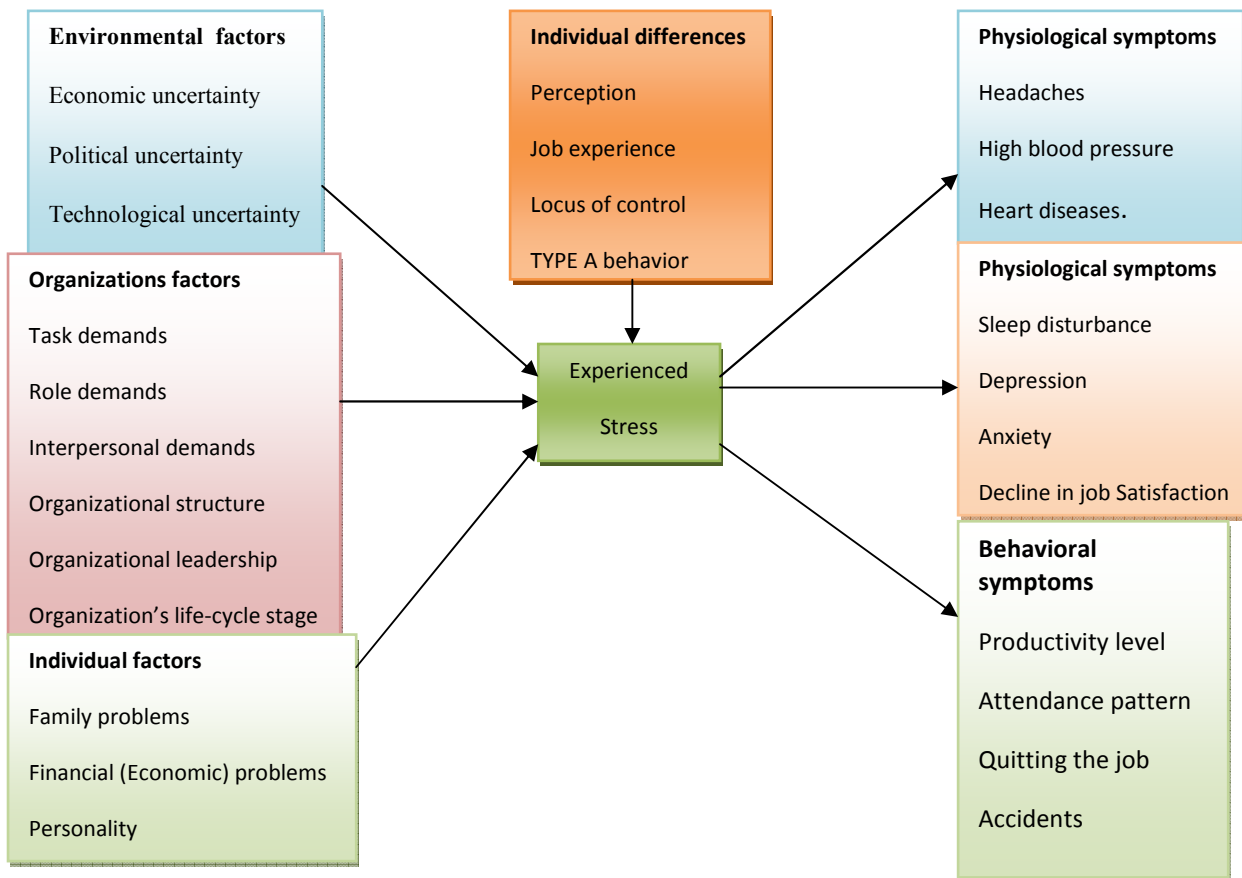 Environmental factors
Economic uncertainty
Political uncertainty
Technological uncertainty
Organizations factors
Task demands
Role demands
Interpersonal demands
Organizational structure
Organizational leadership
Organization’s life-cycle stage
Individual factors
Family problems
Financial (Economic) problems
Personality
Individual differences
Perception
Job experience
Locus of control
TYPE A behavior
Experienced
Stress
Physiological symptoms
Headaches
High blood pressure
Heart diseases.
Physiological symptoms
Sleep disturbance
Depression
Anxiety
Decline in job Satisfaction
Behavioral
symptoms
Productivity level
Attendance pattern
Quitting the job
Accidents